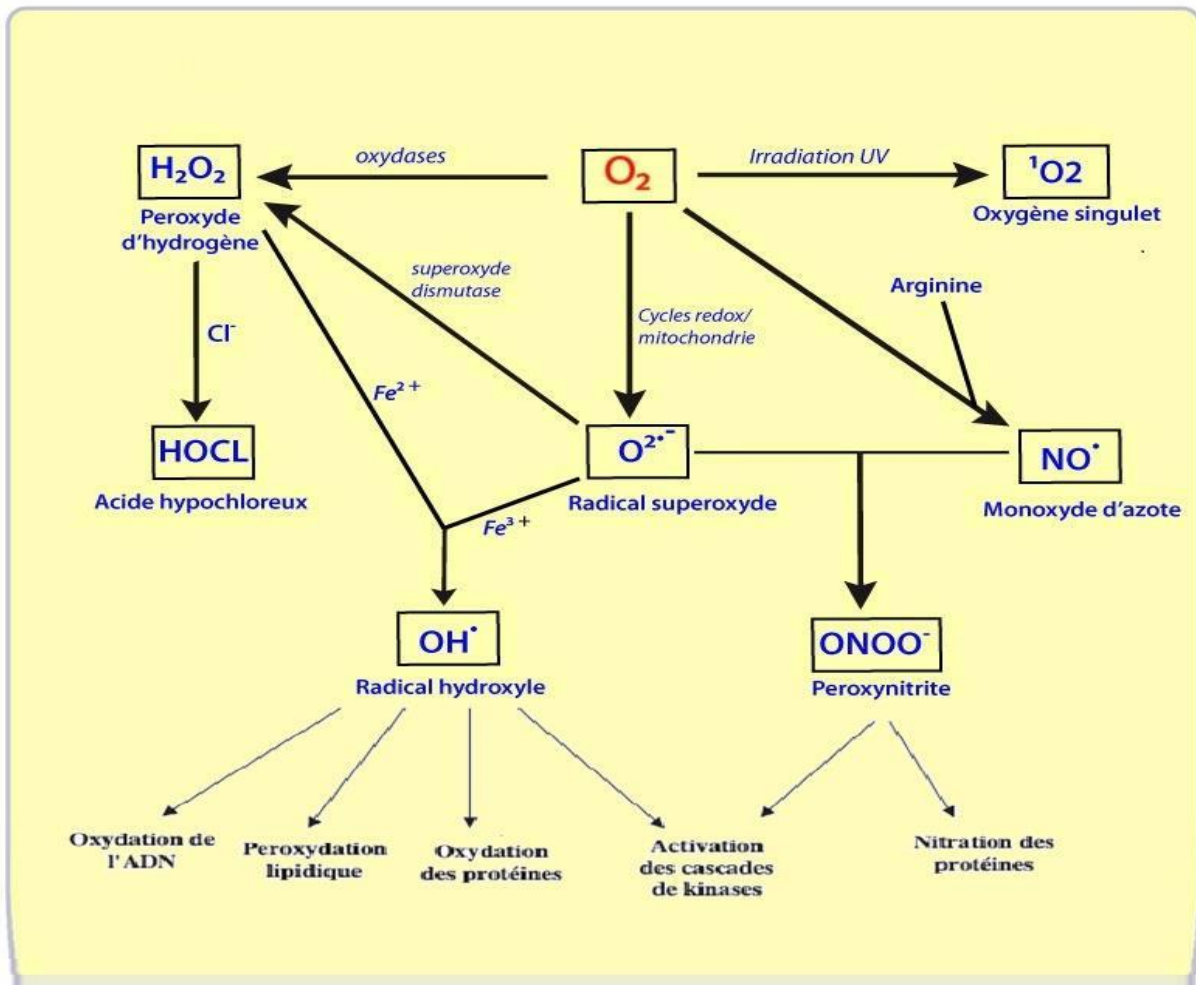 oxydases
Irradiation UV
H₂O₂
O₂
¹O2
Peroxyde
d'hydrogène
Oxygène singulet
superoxyde
dismutase
Arginine
Cycles redox/
mitochondrie
Cl⁻
Fe²⁺
HOCL
O²·⁻
NO·
Acide hypochloreux
Radical superoxyde
Monoxyde d'azote
Fe³⁺
OH·
ONOO⁻
Radical hydroxyle
Peroxynitrite
Oxydation de
l'ADN
Peroxydation
lipidique
Oxydation
des protéines
Activation
des cascades
de kinases
Nitration des
protéines